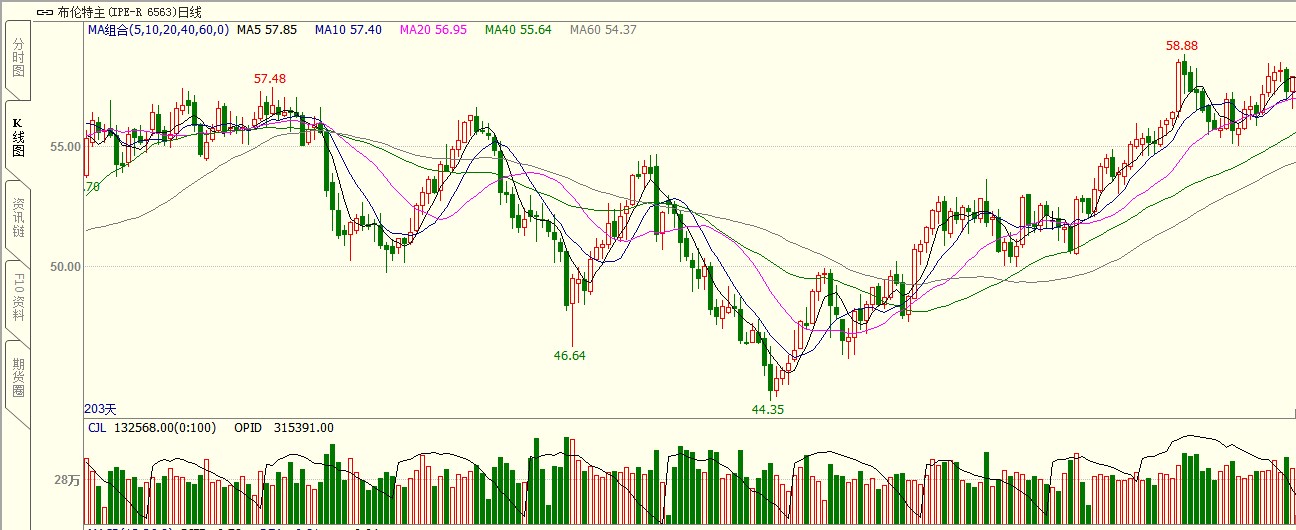 布伦特主(IPE-R 6563)日线
MA组合(5,10,20,40,60,0) MA5 57.85 MA10 57.40 MA20 56.95 MA40 55.64 MA60 54.37
分时图
K线图
资讯链
F10资料
期货圈
58.88
57.48
55.00
.70
50.00
46.64
44.35
203天
CJL 132568.00(0:100) OPID 315391.00
28万